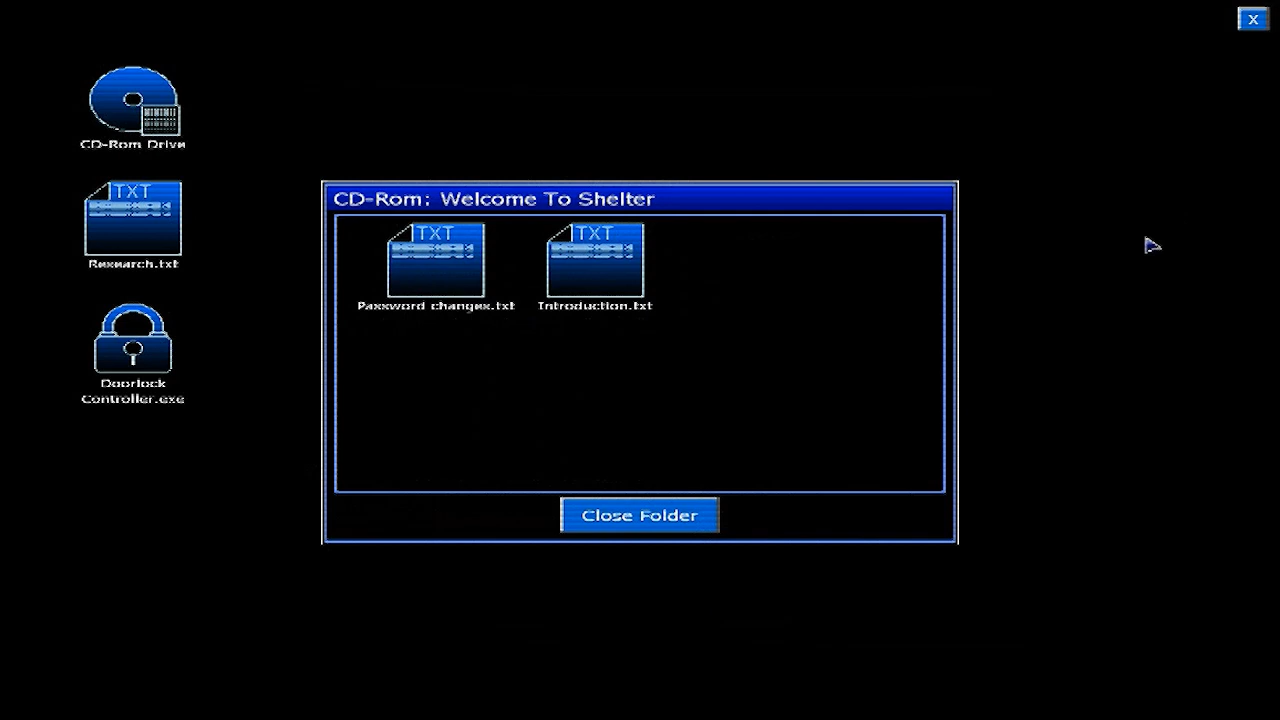 X
CD-Rom Drive
TXT
Research.txt
Doorlock
Controller.exe
CD-Rom: Welcome To Shelter
TXT
TXT
Password changes.txt
Introduction.txt
Close Folder